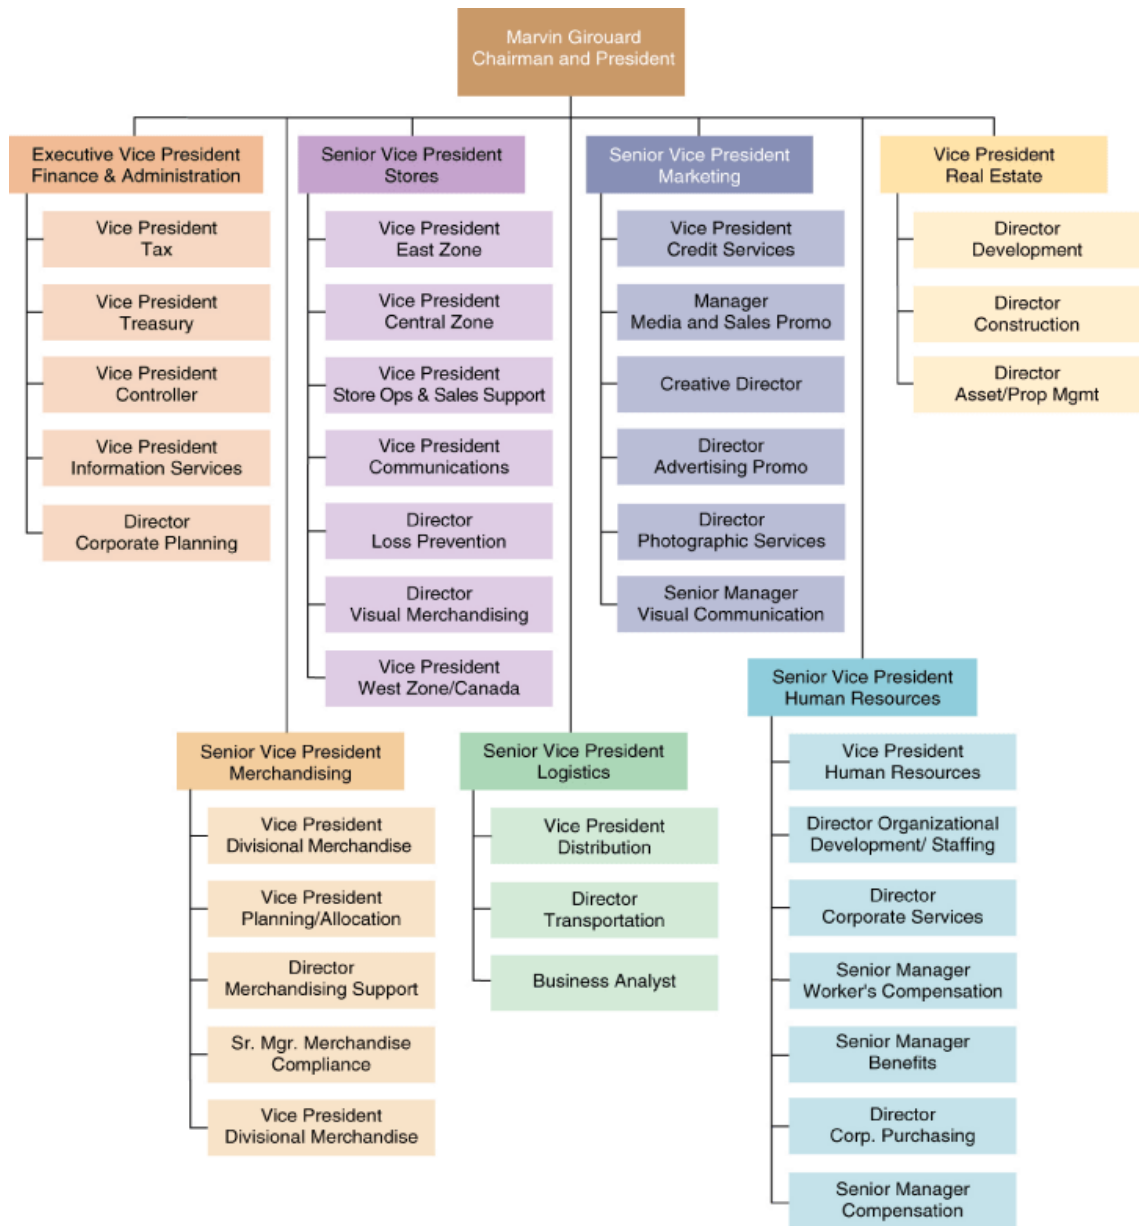 Marvin Girouard
Chairman and President
Executive Vice President
Finance & Administration
Vice President
Tax
Vice President
Treasury
Vice President
Controller
Vice President
Information Services
Director
Corporate Planning
Senior Vice President
Stores
Vice President
East Zone
Vice President
Central Zone
Vice President
Store Ops & Sales Support
Vice President
Communications
Director
Loss Prevention
Director
Visual Merchandising
Vice President
West Zone/Canada
Senior Vice President
Marketing
Vice President
Credit Services
Manager
Media and Sales Promo
Creative Director
Director
Advertising Promo
Director
Photographic Services
Senior Manager
Visual Communication
Vice President
Real Estate
Director
Development
Director
Construction
Director
Asset/Prop Mgmt
Senior Vice President
Merchandising
Vice President
Divisional Merchandise
Vice President
Planning/Allocation
Director
Merchandising Support
Sr. Mgr. Merchandise
Compliance
Vice President
Divisional Merchandise
Senior Vice President
Logistics
Vice President
Distribution
Director
Transportation
Business Analyst
Senior Vice President
Human Resources
Vice President
Human Resources
Director Organizational
Development/ Staffing
Director
Corporate Services
Senior Manager
Worker's Compensation
Senior Manager
Benefits
Director
Corp. Purchasing
Senior Manager
Compensation